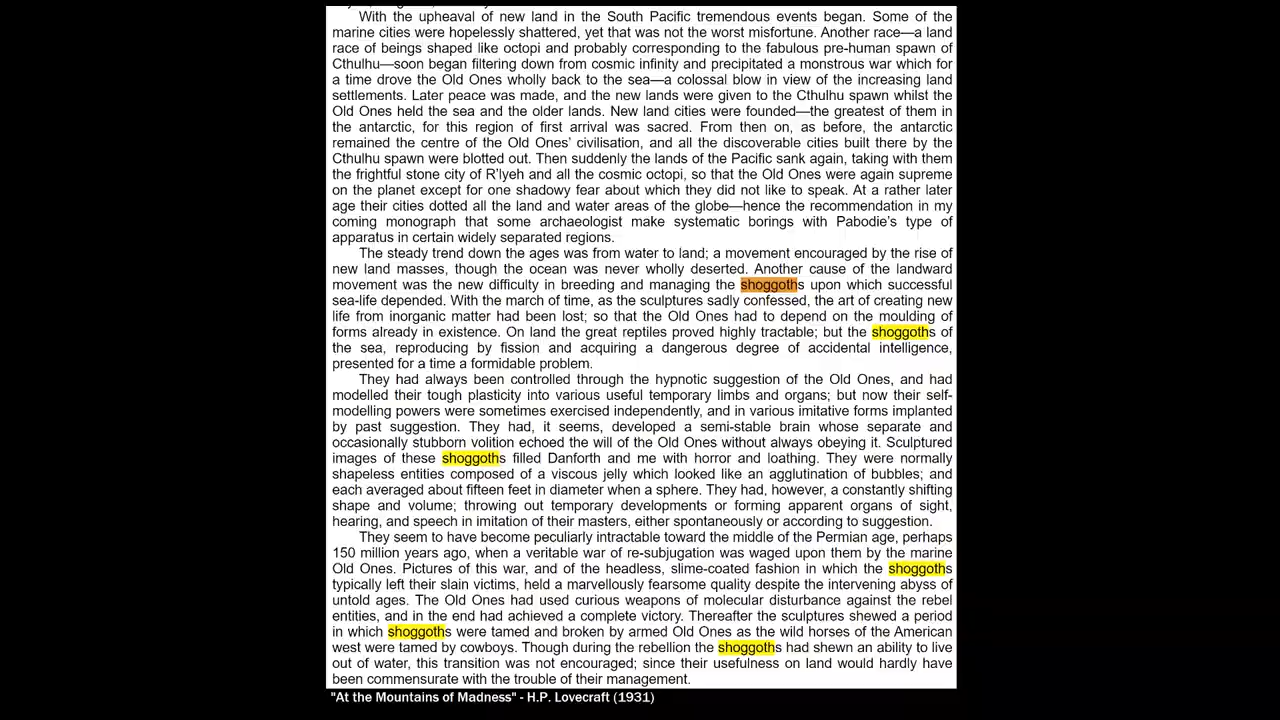 With the upheaval of new land in the South Pacific tremendous events began. Some of the
marine cities were hopelessly shattered, yet that was not the worst misfortune. Another race—a land
race of beings shaped like octopi and probably corresponding to the fabulous pre-human spawn of
Cthulhu—soon began filtering down from cosmic infinity and precipitated a monstrous war which for
a time drove the Old Ones wholly back to the sea—a colossal blow in view of the increasing land
settlements. Later peace was made, and the new lands were given to the Cthulhu spawn whilst the
Old Ones held the sea and the older lands. New land cities were founded—the greatest of them in
the antarctic, for this region of first arrival was sacred. From then on, as before, the antarctic
remained the centre of the Old Ones' civilisation, and all the discoverable cities built there by the
Cthulhu spawn were blotted out. Then suddenly the lands of the Pacific sank again, taking with them
the frightful stone city of R'lyeh and all the cosmic octopi, so that the Old Ones were again supreme
on the planet except for one shadowy fear about which they did not like to speak. At a rather later
age their cities dotted all the land and water areas of the globe—hence the recommendation in my
coming monograph that some archaeologist make systematic borings with Pabodie's type of
apparatus in certain widely separated regions.
The steady trend down the ages was from water to land; a movement encouraged by the rise of
new land masses, though the ocean was never wholly deserted. Another cause of the landward
movement was the new difficulty in breeding and managing the shoggoths upon which successful
sea-life depended. With the march of time, as the sculptures sadly confessed, the art of creating new
life from inorganic matter had been lost; so that the Old Ones had to depend on the moulding of
forms already in existence. On land the great reptiles proved highly tractable; but the shoggoths of
the sea, reproducing by fission and acquiring a dangerous degree of accidental intelligence,
presented for a time a formidable problem.
They had always been controlled through the hypnotic suggestion of the Old Ones, and had
modelled their tough plasticity into various useful temporary limbs and organs; but now their self-
modelling powers were sometimes exercised independently, and in various imitative forms implanted
by past suggestion. They had, it seems, developed a semi-stable brain whose separate and
occasionally stubborn volition echoed the will of the Old Ones without always obeying it. Sculptured
images of these shoggoths filled Danforth and me with horror and loathing. They were normally
shapeless entities composed of a viscous jelly which looked like an agglutination of bubbles; and
each averaged about fifteen feet in diameter when a sphere. They had, however, a constantly shifting
shape and volume; throwing out temporary developments or forming apparent organs of sight,
hearing, and speech in imitation of their masters, either spontaneously or according to suggestion.
They seem to have become peculiarly intractable toward the middle of the Permian age, perhaps
150 million years ago, when a veritable war of re-subjugation was waged upon them by the marine
Old Ones. Pictures of this war, and of the headless, slime-coated fashion in which the shoggoths
typically left their slain victims, held a marvellously fearsome quality despite the intervening abyss of
untold ages. The Old Ones had used curious weapons of molecular disturbance against the rebel
entities, and in the end had achieved a complete victory. Thereafter the sculptures shewed a period
in which shoggoths were tamed and broken by armed Old Ones as the wild horses of the American
west were tamed by cowboys. Though during the rebellion the shoggoths had shewn an ability to live
out of water, this transition was not encouraged; since their usefulness on land would hardly have
been commensurate with the trouble of their management.
"At the Mountains of Madness" - H.P. Lovecraft (1931)